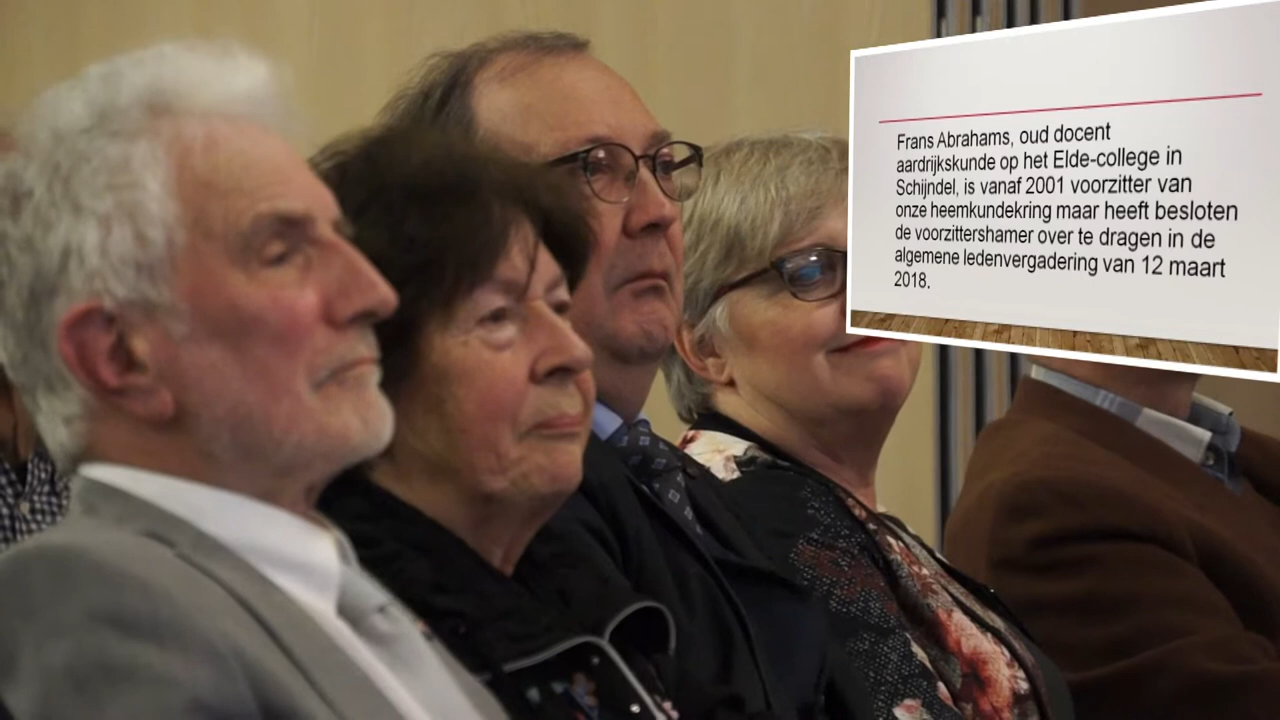 Frans Abrahams, oud docent
aardrijkskunde op het Elde-college in
Schijndel, is vanaf 2001 voorzitter van
onze heemkundekring maar heeft besloten
de voorzittershamer over te dragen in de
algemene ledenvergadering van 12 maart
2018.